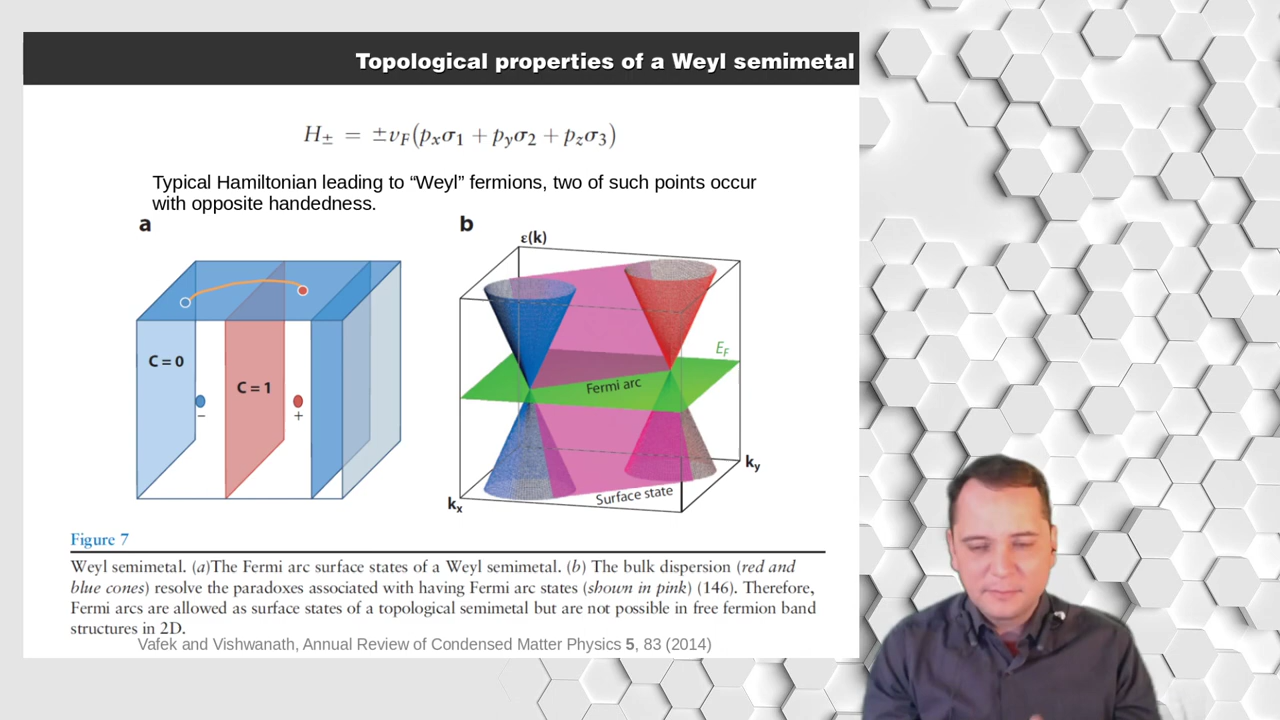 Topological properties of a Weyl semimetal
H± = ±υF(pxσ1 + pyσ2 + pzσ3)
Typical Hamiltonian leading to “Weyl” fermions, two of such points occur
with opposite handedness.
a
C = 0
C = 1
−
+
b
ε(k)
EF
Fermi arc
ky
Surface state
kx
Figure 7
Weyl semimetal. (a)The Fermi arc surface states of a Weyl semimetal. (b) The bulk dispersion (red and
blue cones) resolve the paradoxes associated with having Fermi arc states (shown in pink) (146). Therefore,
Fermi arcs are allowed as surface states of a topological semimetal but are not possible in free fermion band
structures in 2D.
Vafek and Vishwanath, Annual Review of Condensed Matter Physics 5, 83 (2014)